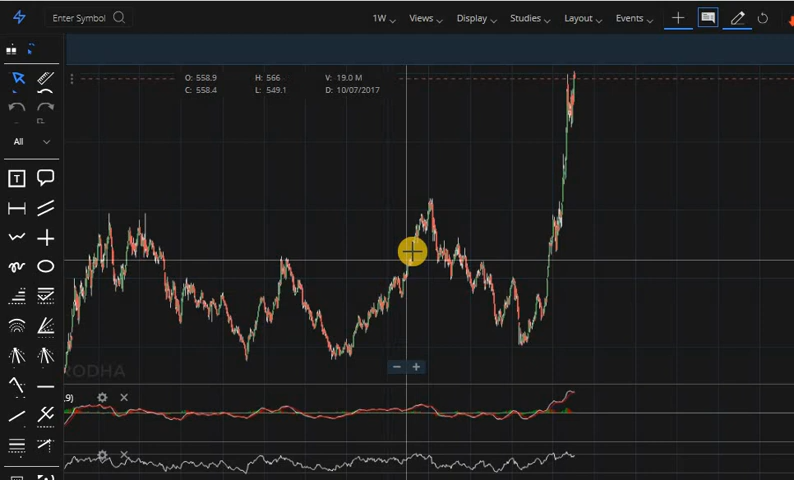 Enter Symbol 1W Views Display Studies Layout Events
O: 558.9 H: 566 V: 19.0 M
C: 558.4 L: 549.1 D: 10/07/2017
All
T
RODHA
,9)